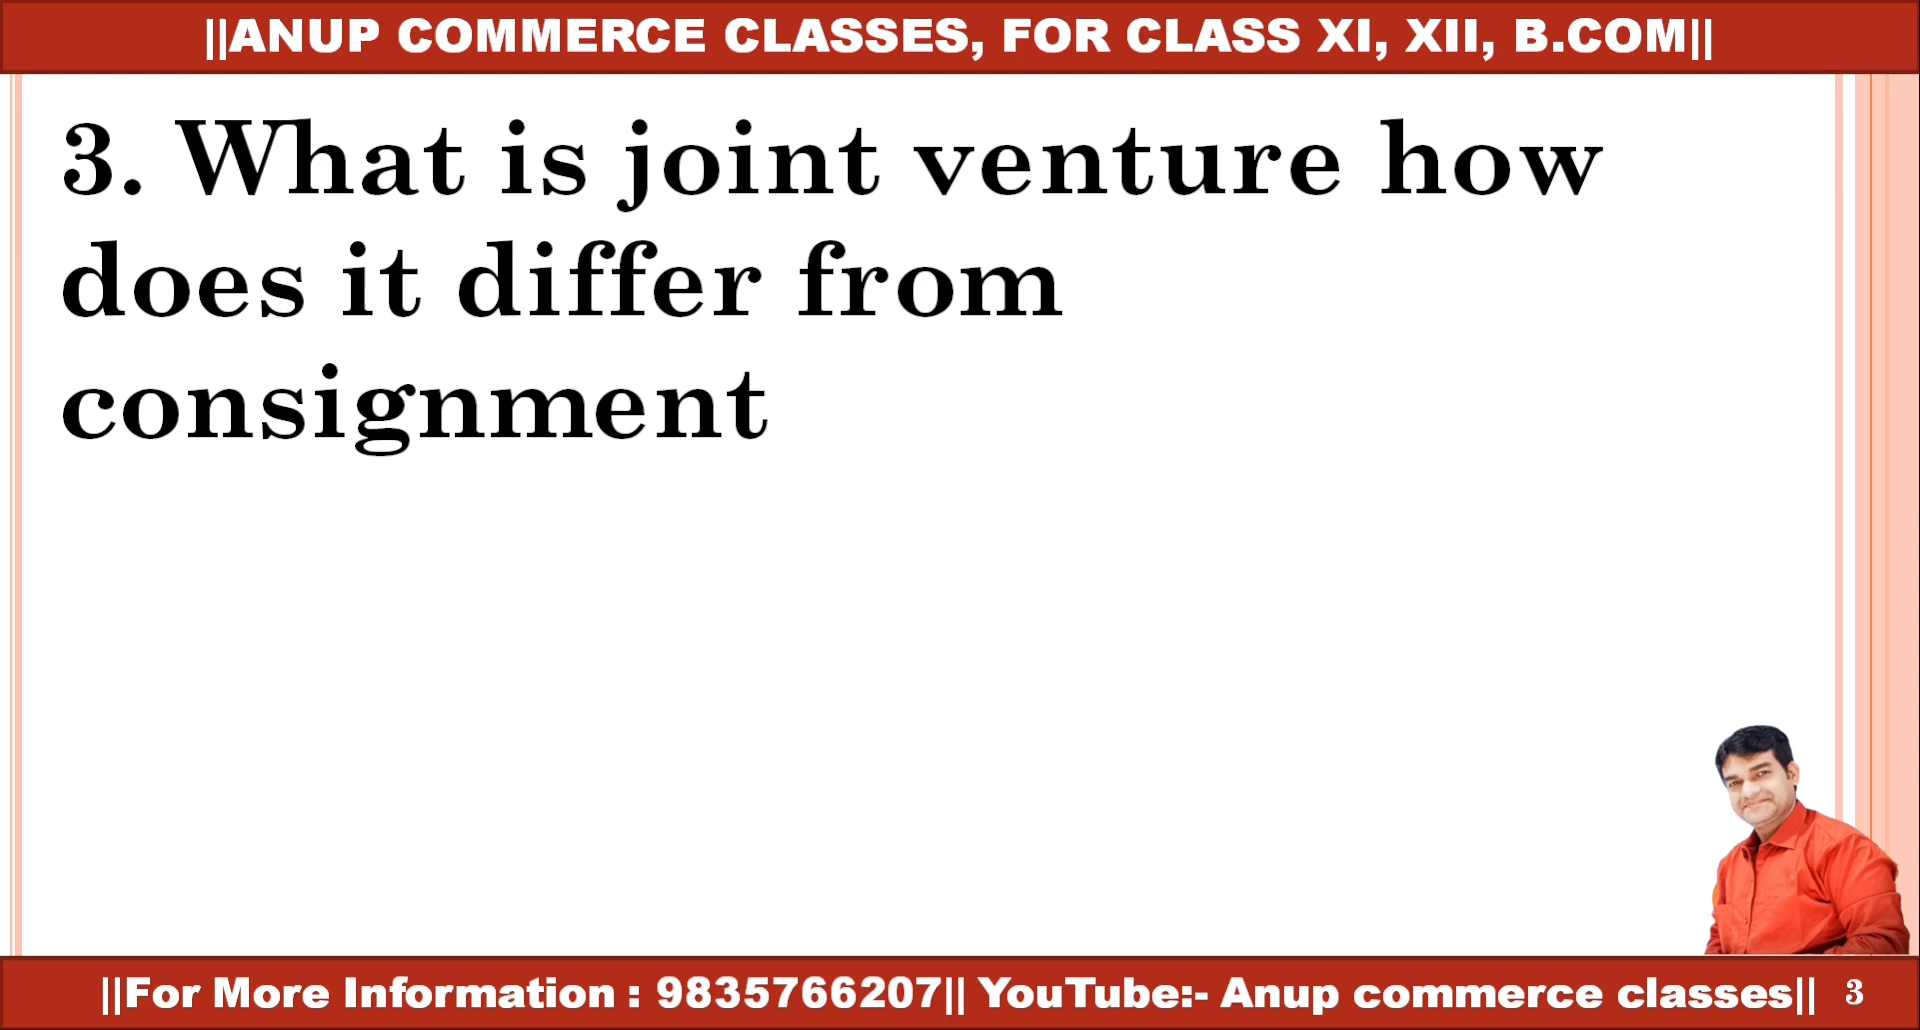 ||ANUP COMMERCE CLASSES, FOR CLASS XI, XII, B.COM||
3. What is joint venture how
does it differ from
consignment
||For More Information : 9835766207|| YouTube:- Anup commerce classes|| 3